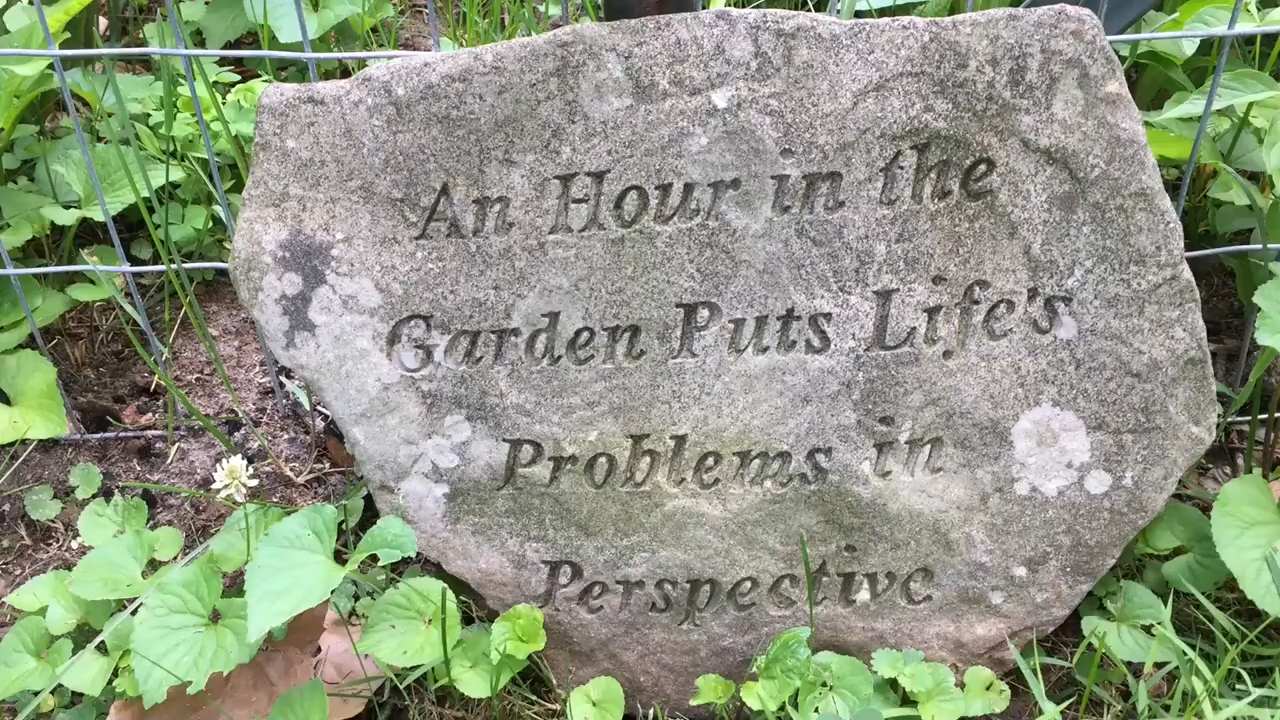 An Hour in the
Garden Puts Life's
Problems in
Perspective